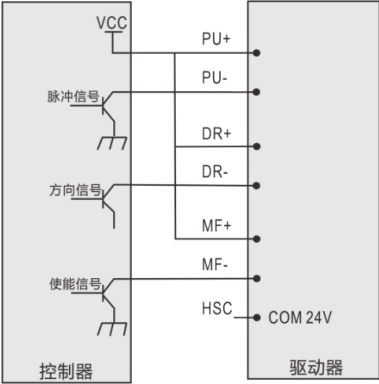 VCC
PU+
PU-
脉冲信号
DR+
DR-
方向信号
MF+
MF-
使能信号
HSC
COM 24V
控制器
驱动器